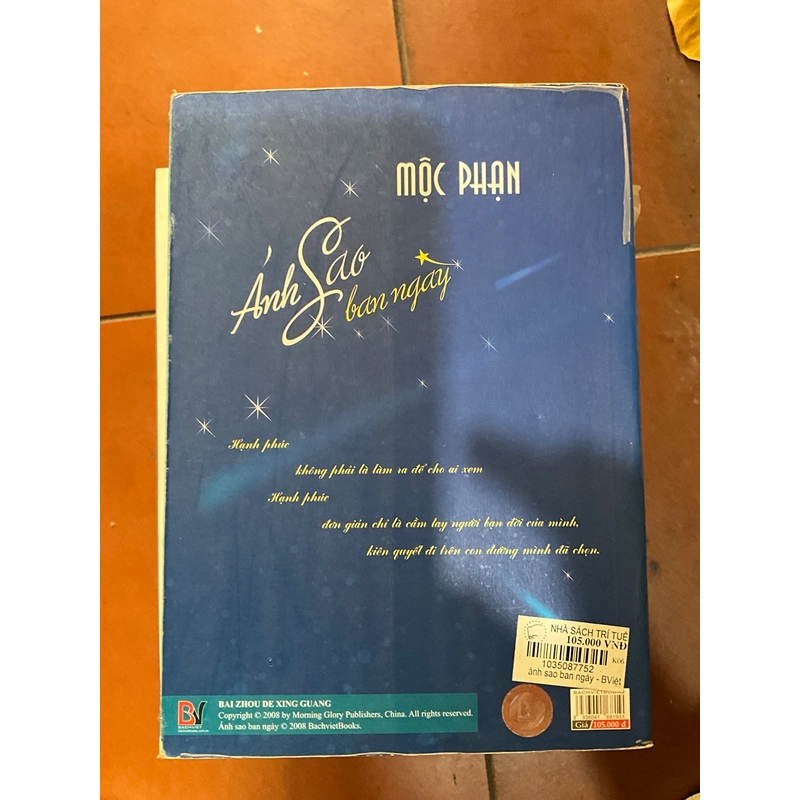 MỘC PHẠN
Ánh Sao
ban ngày
Hạnh phúc
không phải là làm ra để cho ai xem
Hạnh phúc
đơn giản chỉ là cầm tay người bạn đời của mình,
kiên quyết đi trên con đường mình đã chọn.
NHÀ SÁCH TRÍ TUỆ
105.000 VNĐ
K06
1035087752
ánh sao ban ngày - BViệt
BV
BACHVIET
BAI ZHOU DE XING GUANG
Copyright © 2008 by Morning Glory Publishers, China. All rights reserved.
Ánh sao ban ngày © 2008 BachvietBooks.
Giá 105.000 đ